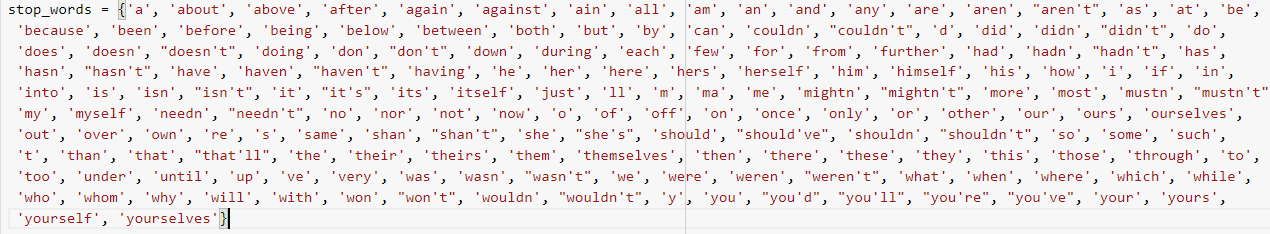 stop_words = {'a', 'about', 'above', 'after', 'again', 'against', 'ain', 'all', 'am', 'an', 'and', 'any', 'are', 'aren', "aren't", 'as', 'at', 'be',
'because', 'been', 'before', 'being', 'below', 'between', 'both', 'but', 'by', 'can', 'couldn', "couldn't", 'd', 'did', 'didn', "didn't", 'do',
'does', 'doesn', "doesn't", 'doing', 'don', "don't", 'down', 'during', 'each', 'few', 'for', 'from', 'further', 'had', 'hadn', "hadn't", 'has',
'hasn', "hasn't", 'have', 'haven', "haven't", 'having', 'he', 'her', 'here', 'hers', 'herself', 'him', 'himself', 'his', 'how', 'i', 'if', 'in',
'into', 'is', 'isn', "isn't", 'it', "it's", 'its', 'itself', 'just', 'll', 'm', 'ma', 'me', 'mightn', "mightn't", 'more', 'most', 'mustn', "mustn't"
'my', 'myself', 'needn', "needn't", 'no', 'nor', 'not', 'now', 'o', 'of', 'off', 'on', 'once', 'only', 'or', 'other', 'our', 'ours', 'ourselves',
'out', 'over', 'own', 're', 's', 'same', 'shan', "shan't", 'she', "she's", 'should', "should've", 'shouldn', "shouldn't", 'so', 'some', 'such',
't', 'than', 'that', "that'll", 'the', 'their', 'theirs', 'them', 'themselves', 'then', 'there', 'these', 'they', 'this', 'those', 'through', 'to',
'too', 'under', 'until', 'up', 've', 'very', 'was', 'wasn', "wasn't", 'we', 'were', 'weren', "weren't", 'what', 'when', 'where', 'which', 'while',
'who', 'whom', 'why', 'will', 'with', 'won', "won't", 'wouldn', "wouldn't", 'y', 'you', "you'd", "you'll", "you're", "you've", 'your', 'yours',
'yourself', 'yourselves'}